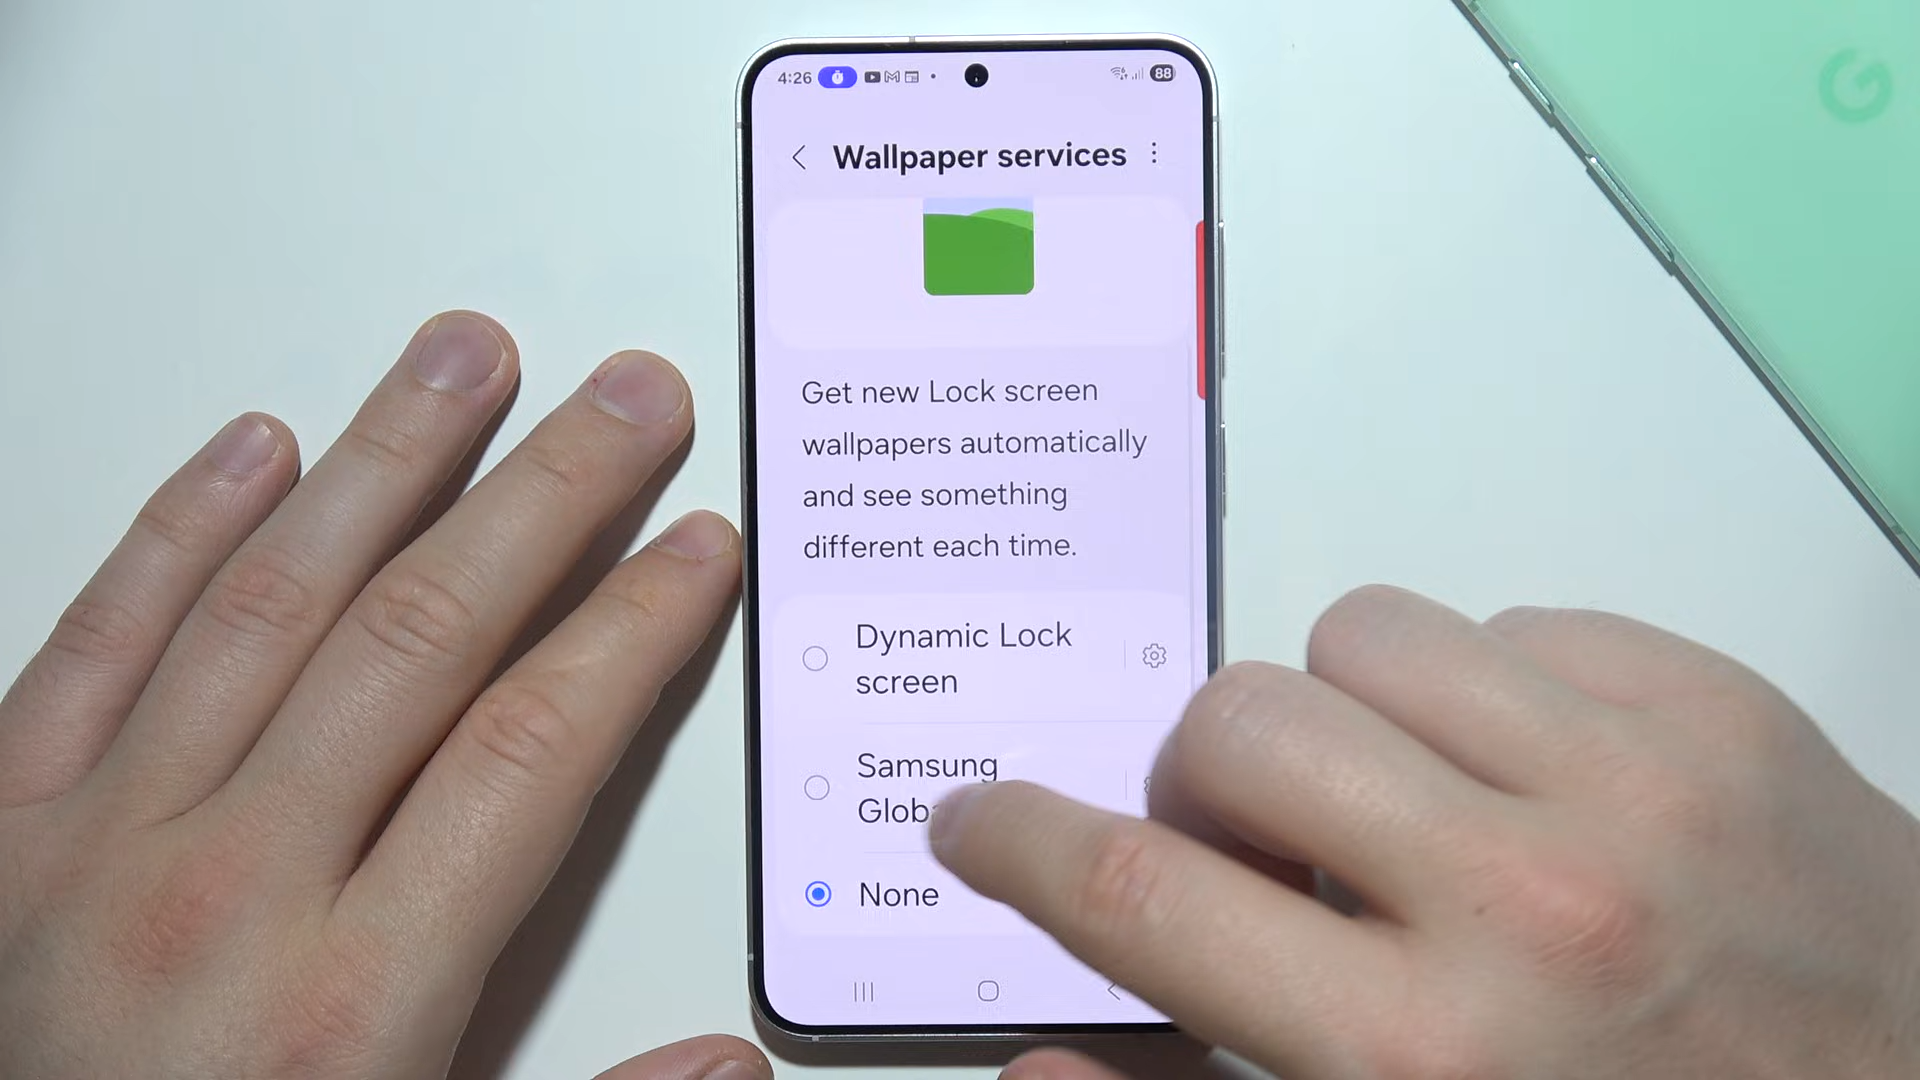 4:26
88
Wallpaper services
Get new Lock screen
wallpapers automatically
and see something
different each time.
Dynamic Lock
screen
Samsung
None